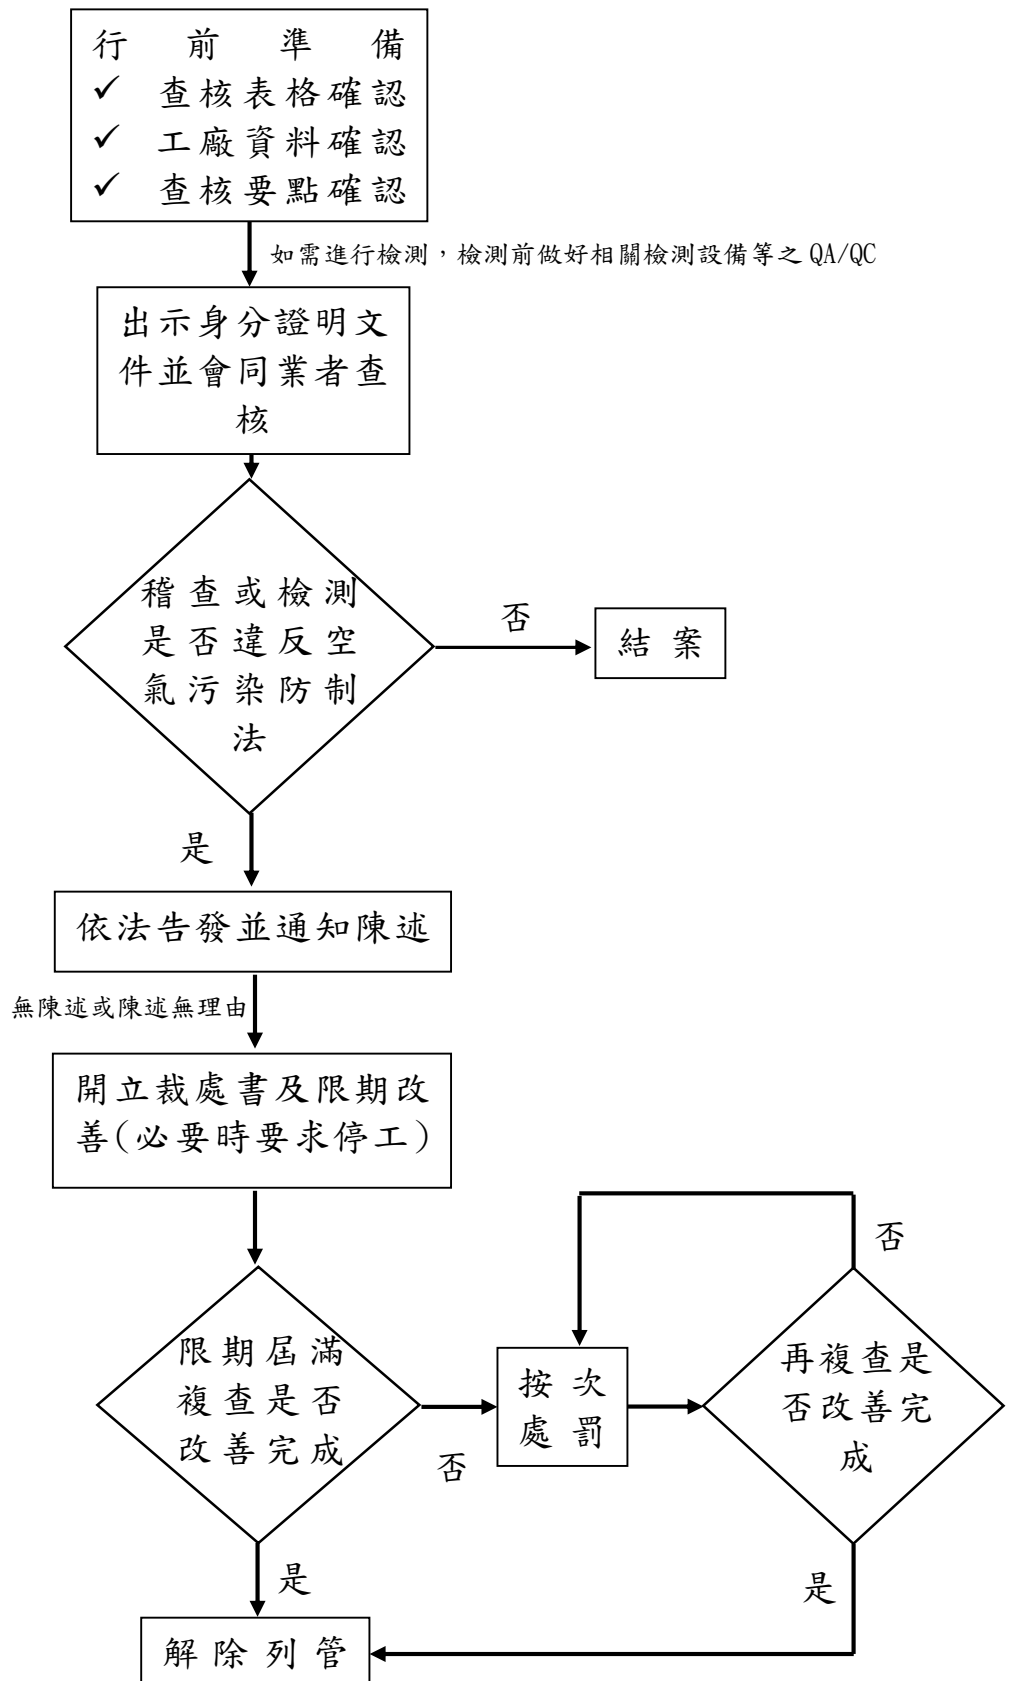 行前準備
✓ 查核表格確認
✓ 工廠資料確認
✓ 查核要點確認
如需進行檢測，檢測前做好相關檢測設備等之 QA/QC
出示身分證明文
件並會同業者查
核
稽查或檢測
是否違反空
氣污染防制
法
否
結案
是
依法告發並通知陳述
無陳述或陳述無理由
開立裁處書及限期改
善(必要時要求停工)
限期屆滿
複查是否
改善完成
否
按次
處罰
再複查是
否改善完
成
否
是
是
解除列管